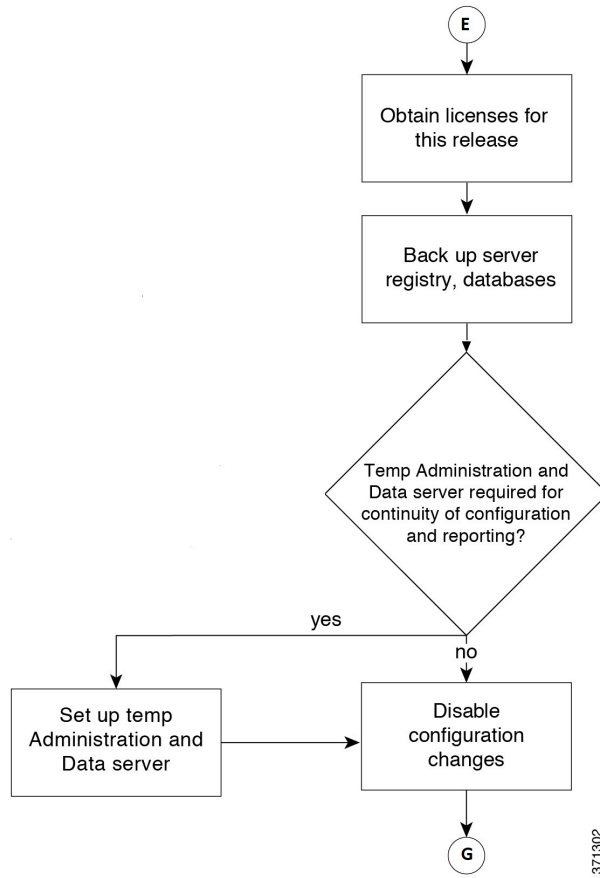 E
Obtain licenses for
this release
Back up server
registry, databases
Temp Administration and
Data server required for
continuity of configuration
and reporting?
yes
no
Set up temp
Administration and
Data server
Disable
configuration
changes
G
371302